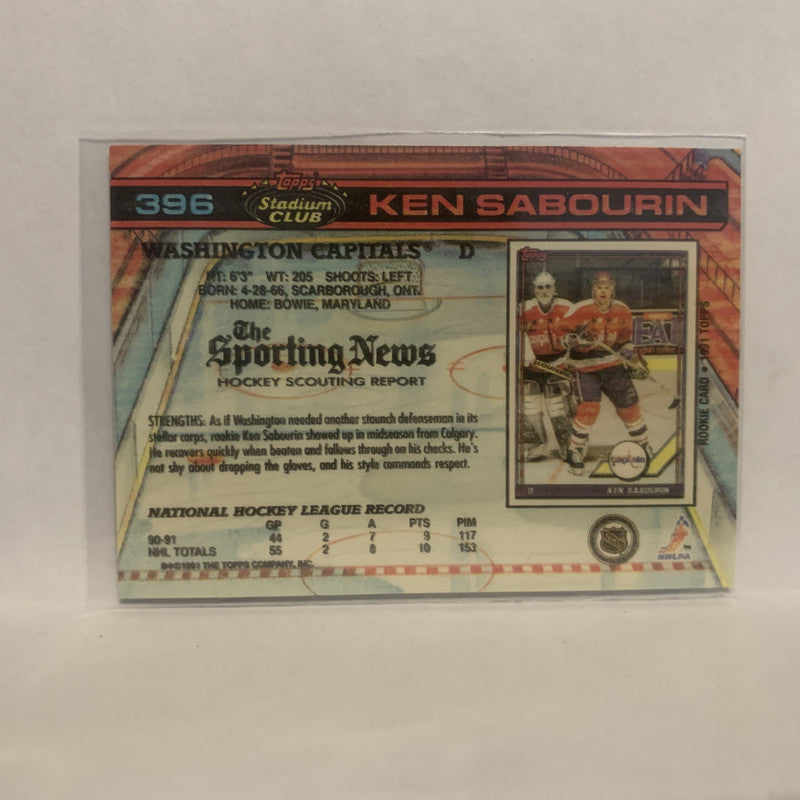 396
Topps
Stadium
CLUB
KEN SABOURIN
WASHINGTON CAPITALS® D
HT: 6'3" WT: 205 SHOOTS: LEFT
BORN: 4-28-66, SCARBOROUGH, ONT.
HOME: BOWIE, MARYLAND
The
Sporting News
HOCKEY SCOUTING REPORT
STRENGTHS: As if Washington needed another staunch defenseman in its
stellar corps, rookie Ken Sabourin showed up in midseason from Calgary.
He recovers quickly when beaten and follows through on his checks. He's
not shy about dropping the gloves, and his style commands respect.
NATIONAL HOCKEY LEAGUE RECORD
GP G A PTS PIM
90-91 44 2 7 9 117
NHL TOTALS 55 2 8 10 153
©1991 THE TOPPS COMPANY, INC.
Topps
capitals
D KEN SABOURIN
ROOKIE CARD • 1991 TOPPS
NHL
NHLPA™